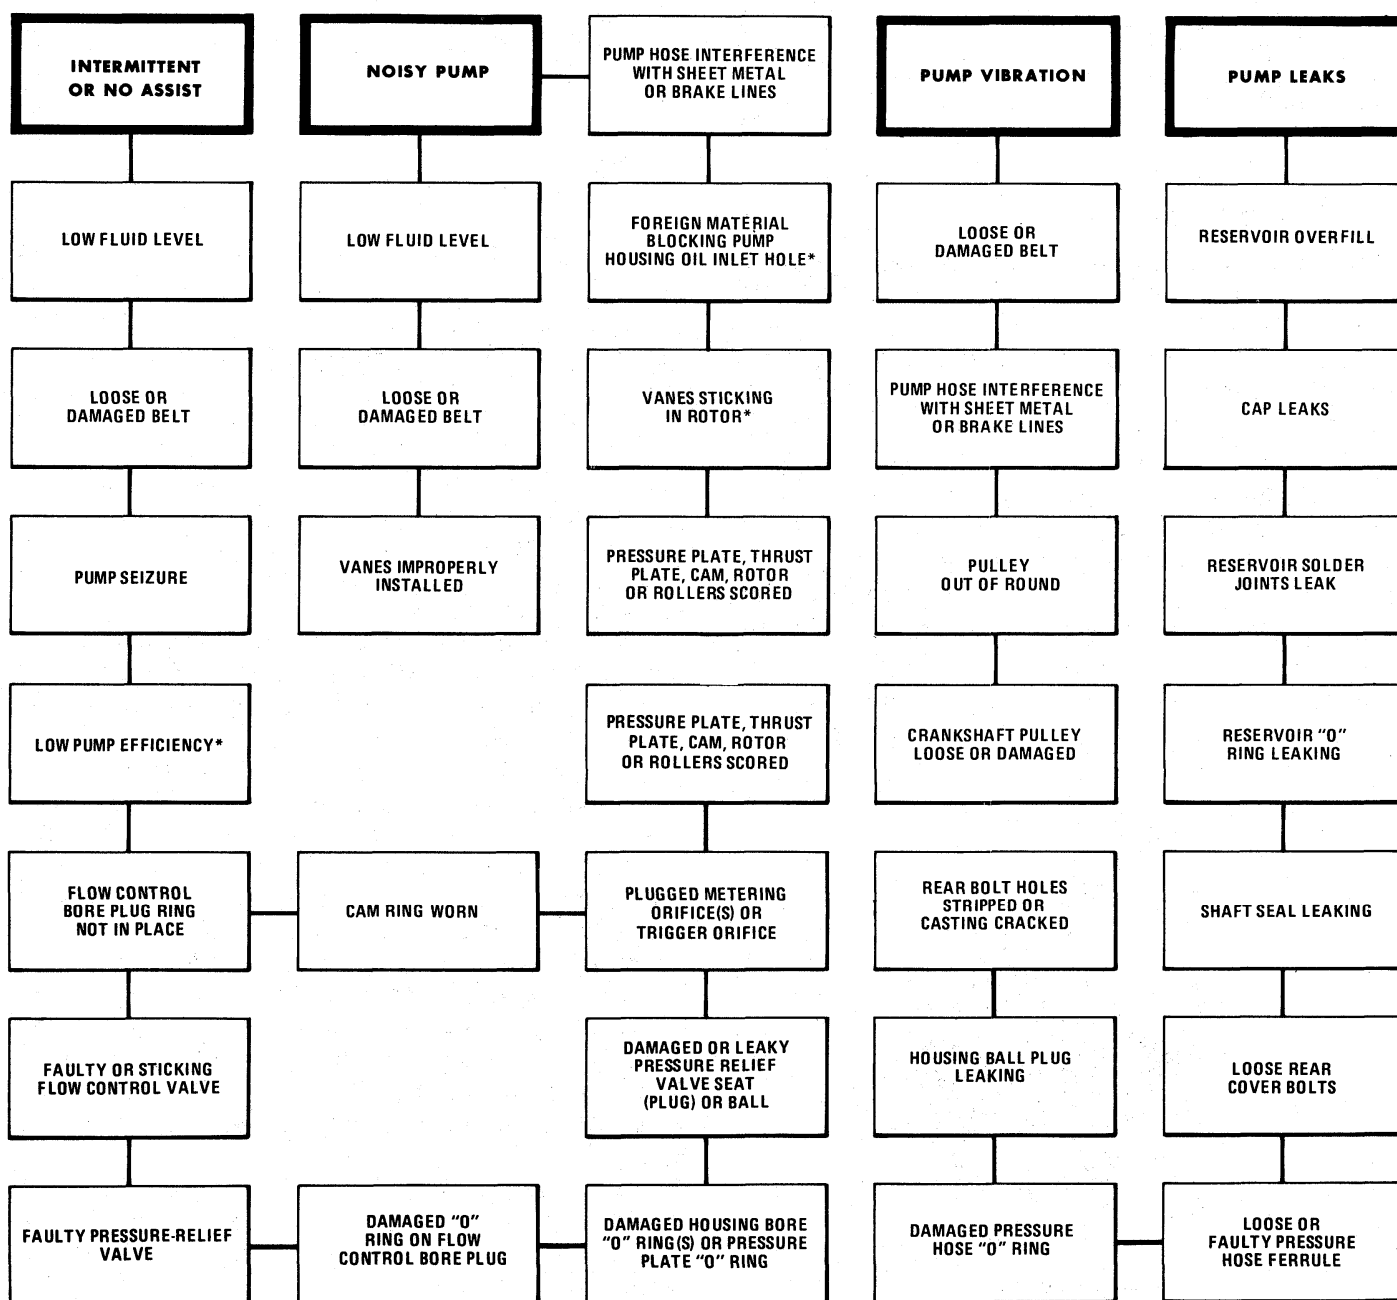 INTERMITTENT
OR NO ASSIST
NOISY PUMP
PUMP HOSE INTERFERENCE
WITH SHEET METAL
OR BRAKE LINES
PUMP VIBRATION
PUMP LEAKS
LOW FLUID LEVEL
LOW FLUID LEVEL
FOREIGN MATERIAL
BLOCKING PUMP
HOUSING OIL INLET HOLE*
LOOSE OR
DAMAGED BELT
RESERVOIR OVERFILL
LOOSE OR
DAMAGED BELT
LOOSE OR
DAMAGED BELT
VANES STICKING
IN ROTOR*
PUMP HOSE INTERFERENCE
WITH SHEET METAL
OR BRAKE LINES
CAP LEAKS
PUMP SEIZURE
VANES IMPROPERLY
INSTALLED
PRESSURE PLATE, THRUST
PLATE, CAM, ROTOR
OR ROLLERS SCORED
PULLEY
OUT OF ROUND
RESERVOIR SOLDER
JOINTS LEAK
LOW PUMP EFFICIENCY*
PRESSURE PLATE, THRUST
PLATE, CAM, ROTOR
OR ROLLERS SCORED
CRANKSHAFT PULLEY
LOOSE OR DAMAGED
RESERVOIR "O"
RING LEAKING
FLOW CONTROL
BORE PLUG RING
NOT IN PLACE
CAM RING WORN
PLUGGED METERING
ORIFICE(S) OR
TRIGGER ORIFICE
REAR BOLT HOLES
STRIPPED OR
CASTING CRACKED
SHAFT SEAL LEAKING
FAULTY OR STICKING
FLOW CONTROL VALVE
DAMAGED OR LEAKY
PRESSURE RELIEF
VALVE SEAT
(PLUG) OR BALL
HOUSING BALL PLUG
LEAKING
LOOSE REAR
COVER BOLTS
FAULTY PRESSURE-RELIEF
VALVE
DAMAGED "O"
RING ON FLOW
CONTROL BORE PLUG
DAMAGED HOUSING BORE
"O" RING(S) OR PRESSURE
PLATE "O" RING
DAMAGED PRESSURE
HOSE "O" RING
LOOSE OR
FAULTY PRESSURE
HOSE FERRULE